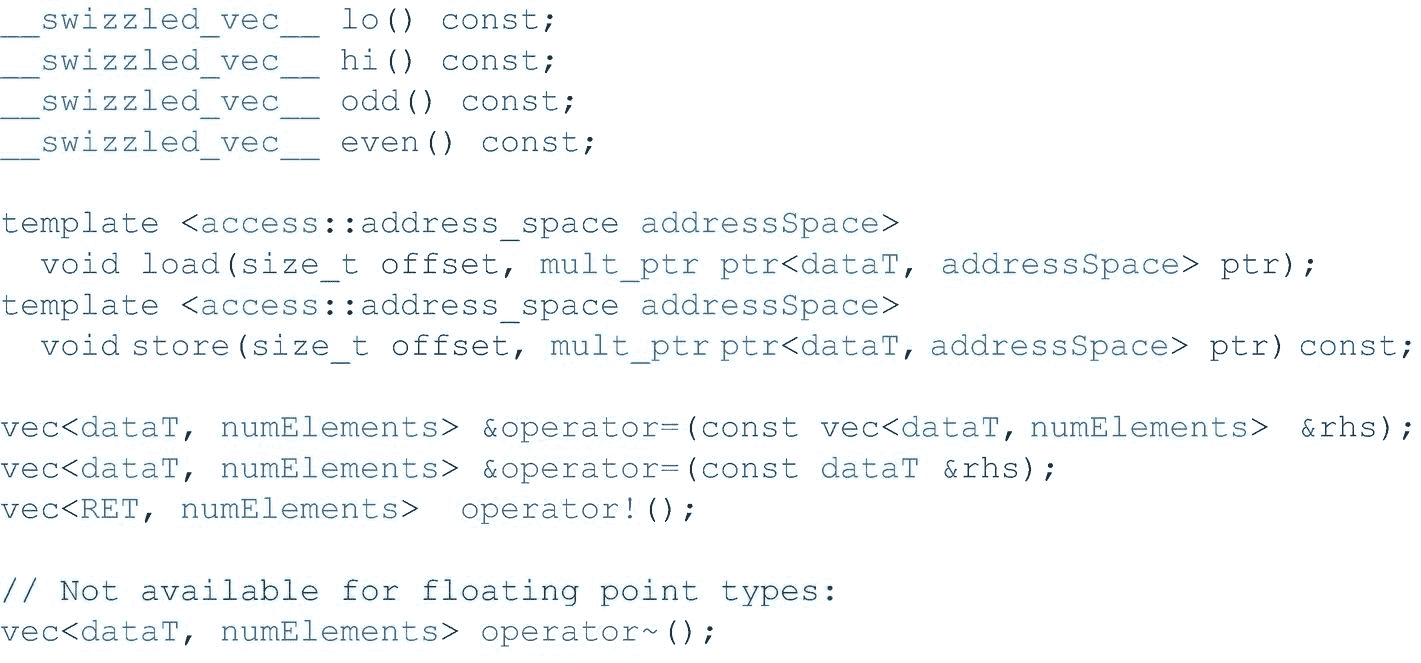 __swizzled_vec__ lo() const;
__swizzled_vec__ hi() const;
__swizzled_vec__ odd() const;
__swizzled_vec__ even() const;
template <access::address_space addressSpace>
void load(size_t offset, mult_ptr ptr<dataT, addressSpace> ptr);
template <access::address_space addressSpace>
void store(size_t offset, mult_ptr ptr<dataT, addressSpace> ptr) const;
vec<dataT, numElements> &operator=(const vec<dataT, numElements> &rhs);
vec<dataT, numElements> &operator=(const dataT &rhs);
vec<RET, numElements> operator!();
// Not available for floating point types:
vec<dataT, numElements> operator~();